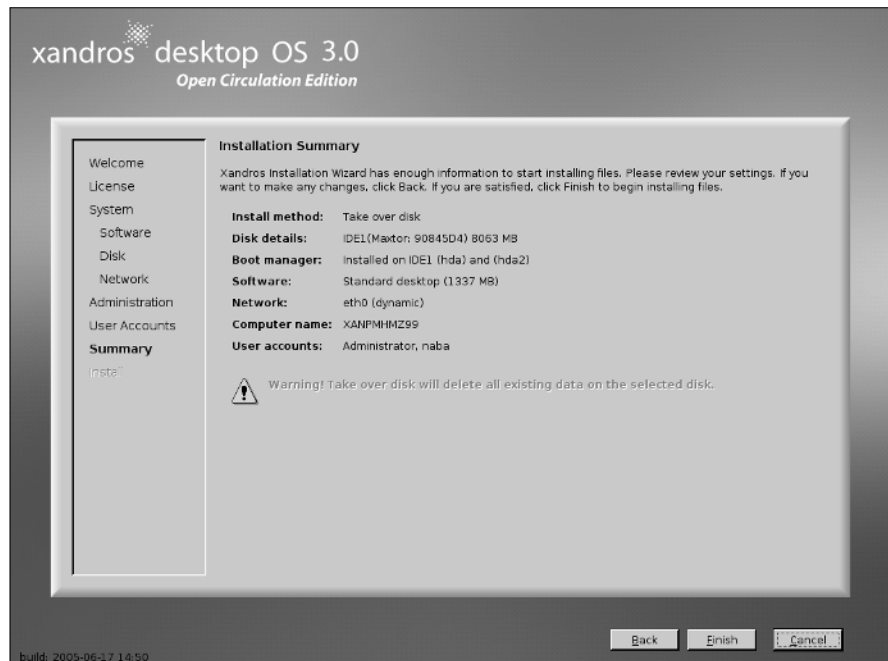 xandros desktop OS 3.0
Open Circulation Edition
Welcome
License
System
Software
Disk
Network
Administration
User Accounts
Summary
Install
Installation Summary
Xandros Installation Wizard has enough information to start installing files. Please review your settings. If you
want to make any changes, click Back. If you are satisfied, click Finish to begin installing files.
Install method: Take over disk
Disk details: IDE1(Maxtor: 90845D4) 8063 MB
Boot manager: Installed on IDE1 (hda) and (hda2)
Software: Standard desktop (1337 MB)
Network: eth0 (dynamic)
Computer name: XANPMHMZ99
User accounts: Administrator, naba
Warning! Take over disk will delete all existing data on the selected disk.
Back Finish Cancel
build: 2005-06-17 14:50